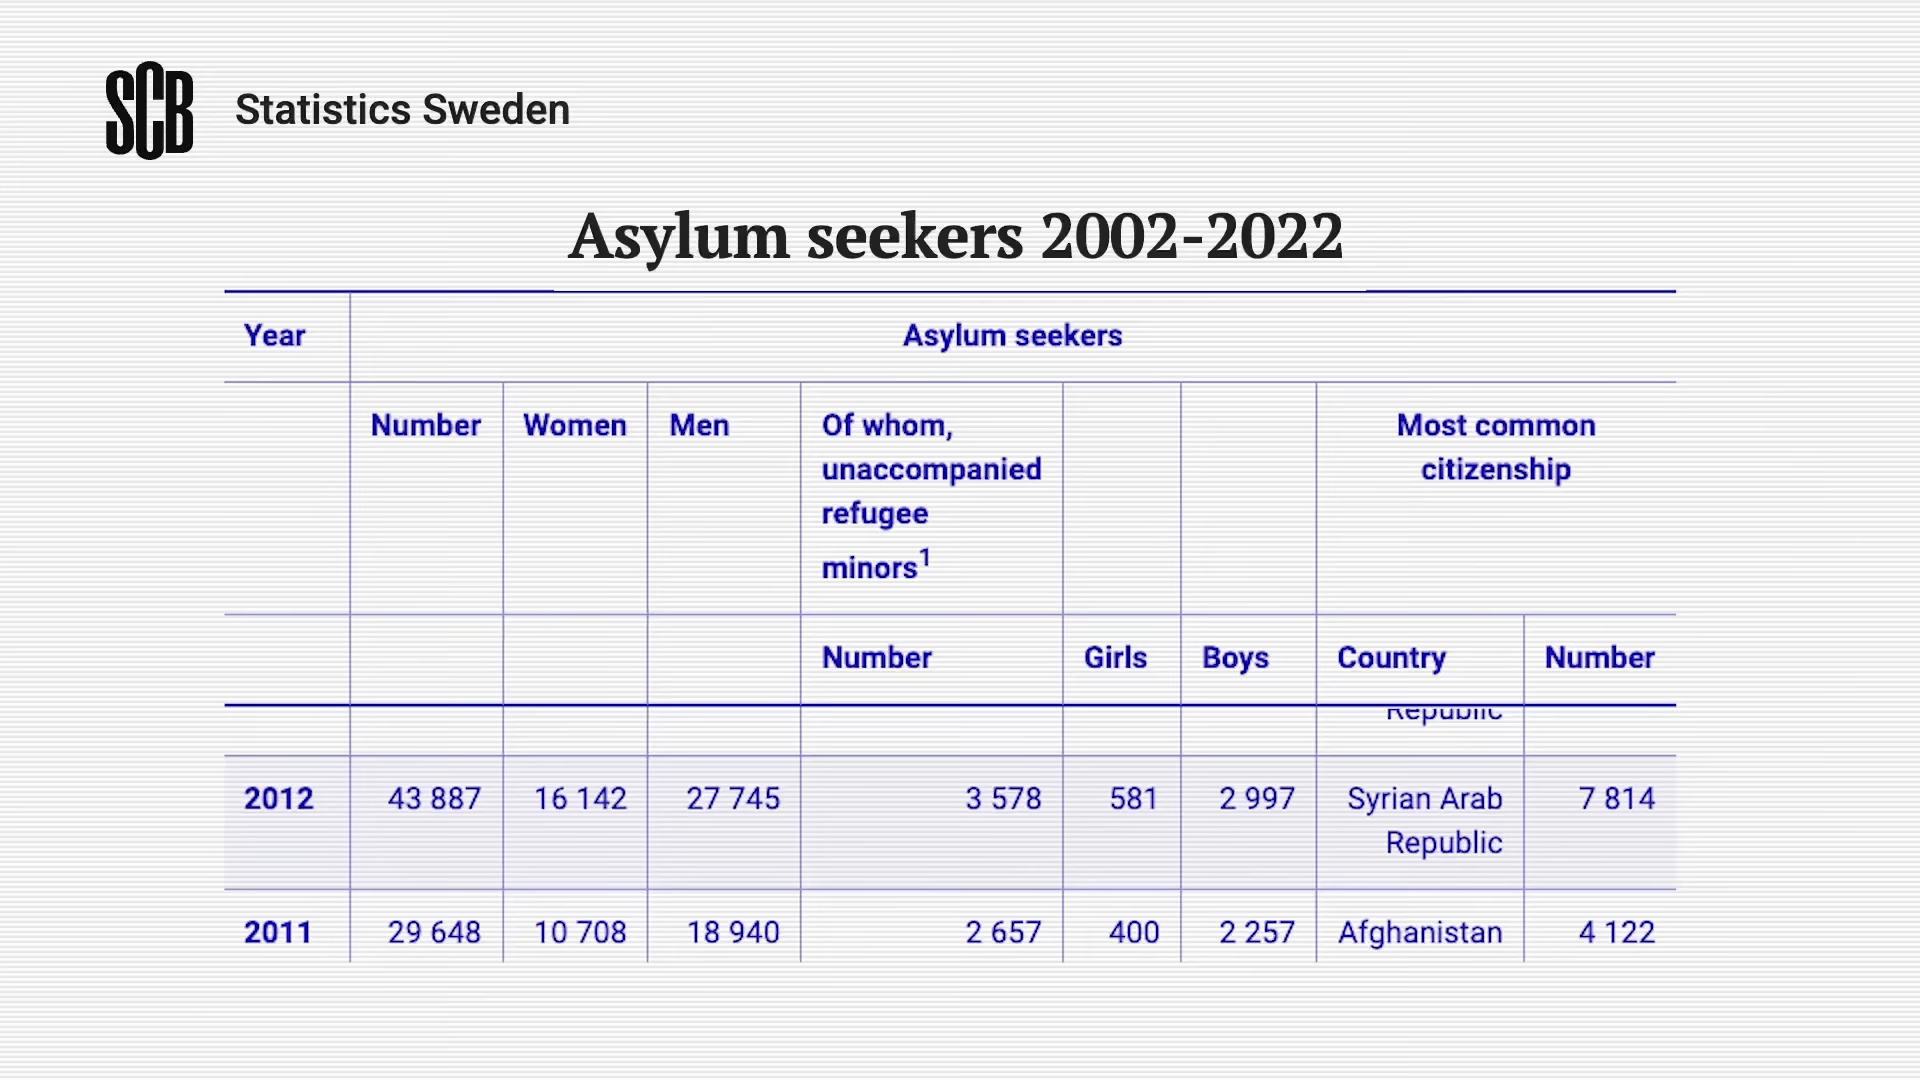 SCB Statistics Sweden
Asylum seekers 2002-2022
Year Asylum seekers
Number Women Men Of whom, Most common
unaccompanied citizenship
refugee
minors1
Number Girls Boys Country Number
Republic
2012 43 887 16 142 27 745 3 578 581 2 997 Syrian Arab 7 814
Republic
2011 29 648 10 708 18 940 2 657 400 2 257 Afghanistan 4 122